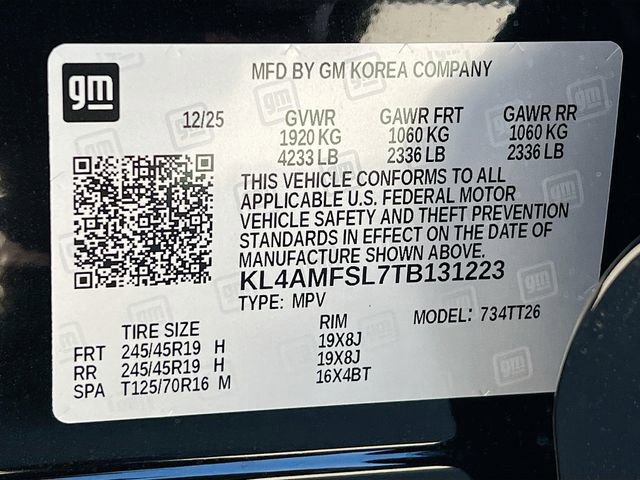 gm
MFD BY GM KOREA COMPANY
12/25
GVWR GAWR FRT GAWR RR
1920 KG 1060 KG 1060 KG
4233 LB 2336 LB 2336 LB
THIS VEHICLE CONFORMS TO ALL
APPLICABLE U.S. FEDERAL MOTOR
VEHICLE SAFETY AND THEFT PREVENTION
STANDARDS IN EFFECT ON THE DATE OF
MANUFACTURE SHOWN ABOVE.
KL4AMFSL7TB131223
TYPE: MPV MODEL: 734TT26
TIRE SIZE RIM
FRT 245/45R19 H 19X8J
RR 245/45R19 H 19X8J
SPA T125/70R16 M 16X4BT